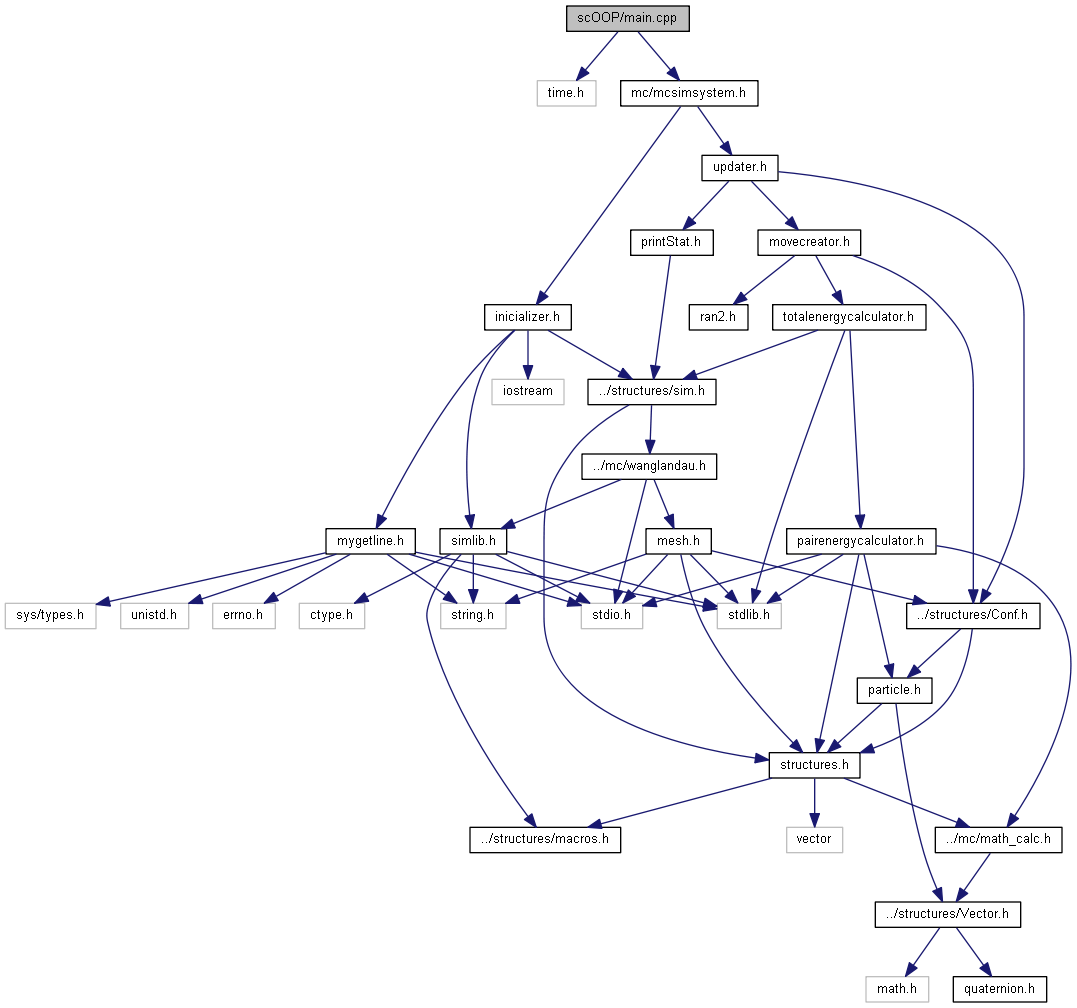 scOOP/main.cpp
time.h
mc/mcsimsystem.h
updater.h
printStat.h
movecreator.h
inicializer.h
ran2.h
totalenergycalculator.h
iostream
../structures/sim.h
../mc/wanglandau.h
mygetline.h
simlib.h
mesh.h
pairenergycalculator.h
sys/types.h
unistd.h
errno.h
ctype.h
string.h
stdio.h
stdlib.h
../structures/Conf.h
particle.h
structures.h
../structures/macros.h
vector
../mc/math_calc.h
../structures/Vector.h
math.h
quaternion.h